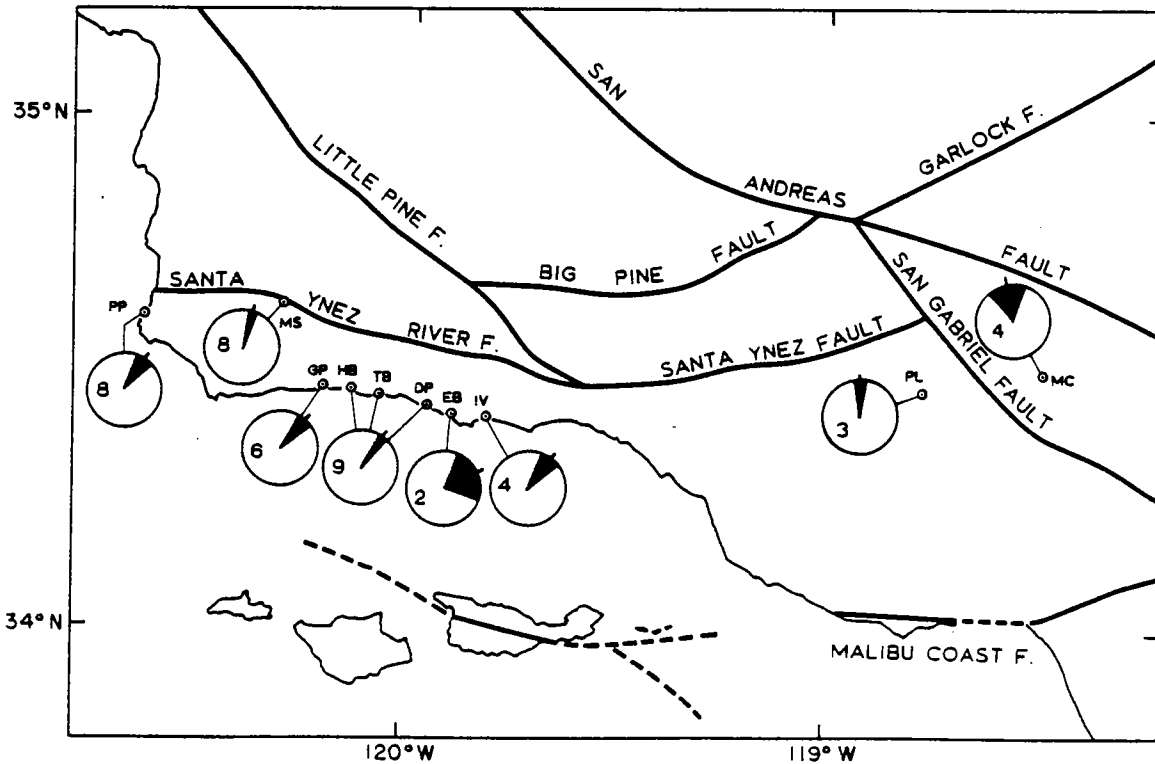 35°N
SAN
GARLOCK F.
LITTLE PINE F.
ANDREAS
FAULT
BIG PINE FAULT
SANTA YNEZ RIVER F.
PP
MS
8
8
SANTA YNEZ FAULT
SAN GABRIEL FAULT
4
MC
GP HB TB DP EB IV
PL
3
6
9
2
4
34°N
MALIBU COAST F.
120°W
119°W